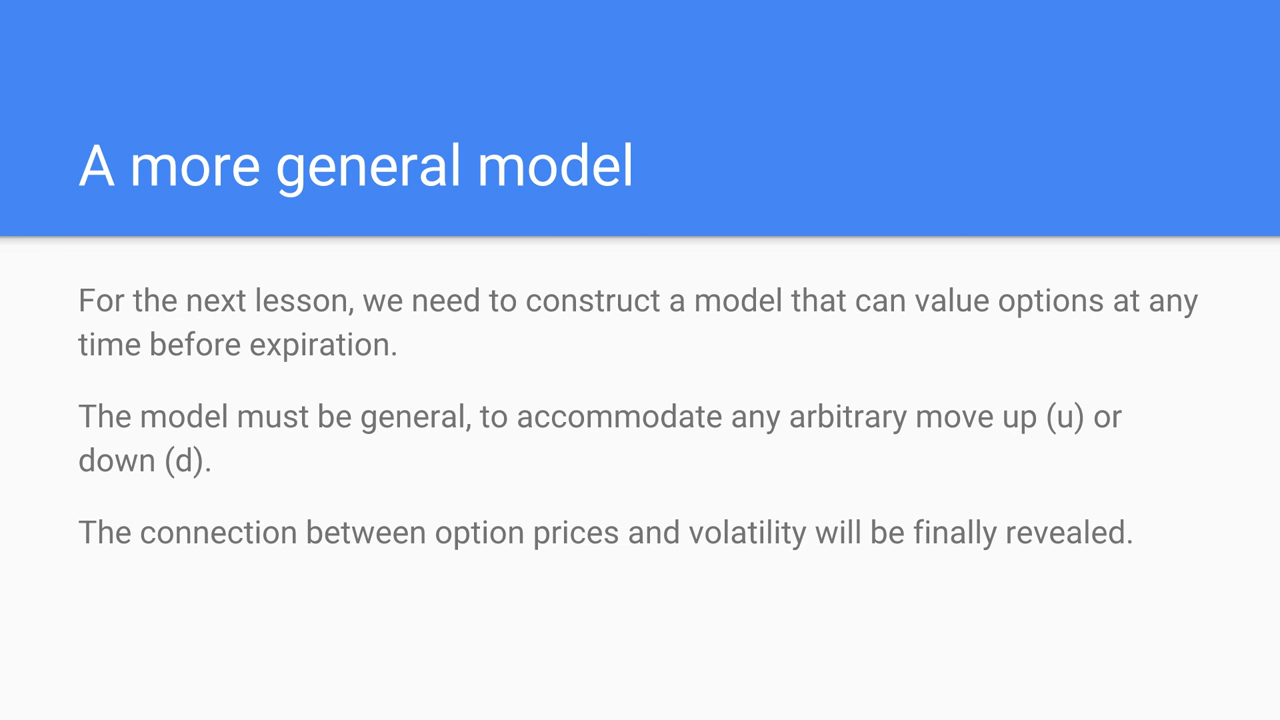 A more general model
For the next lesson, we need to construct a model that can value options at any
time before expiration.
The model must be general, to accommodate any arbitrary move up (u) or
down (d).
The connection between option prices and volatility will be finally revealed.